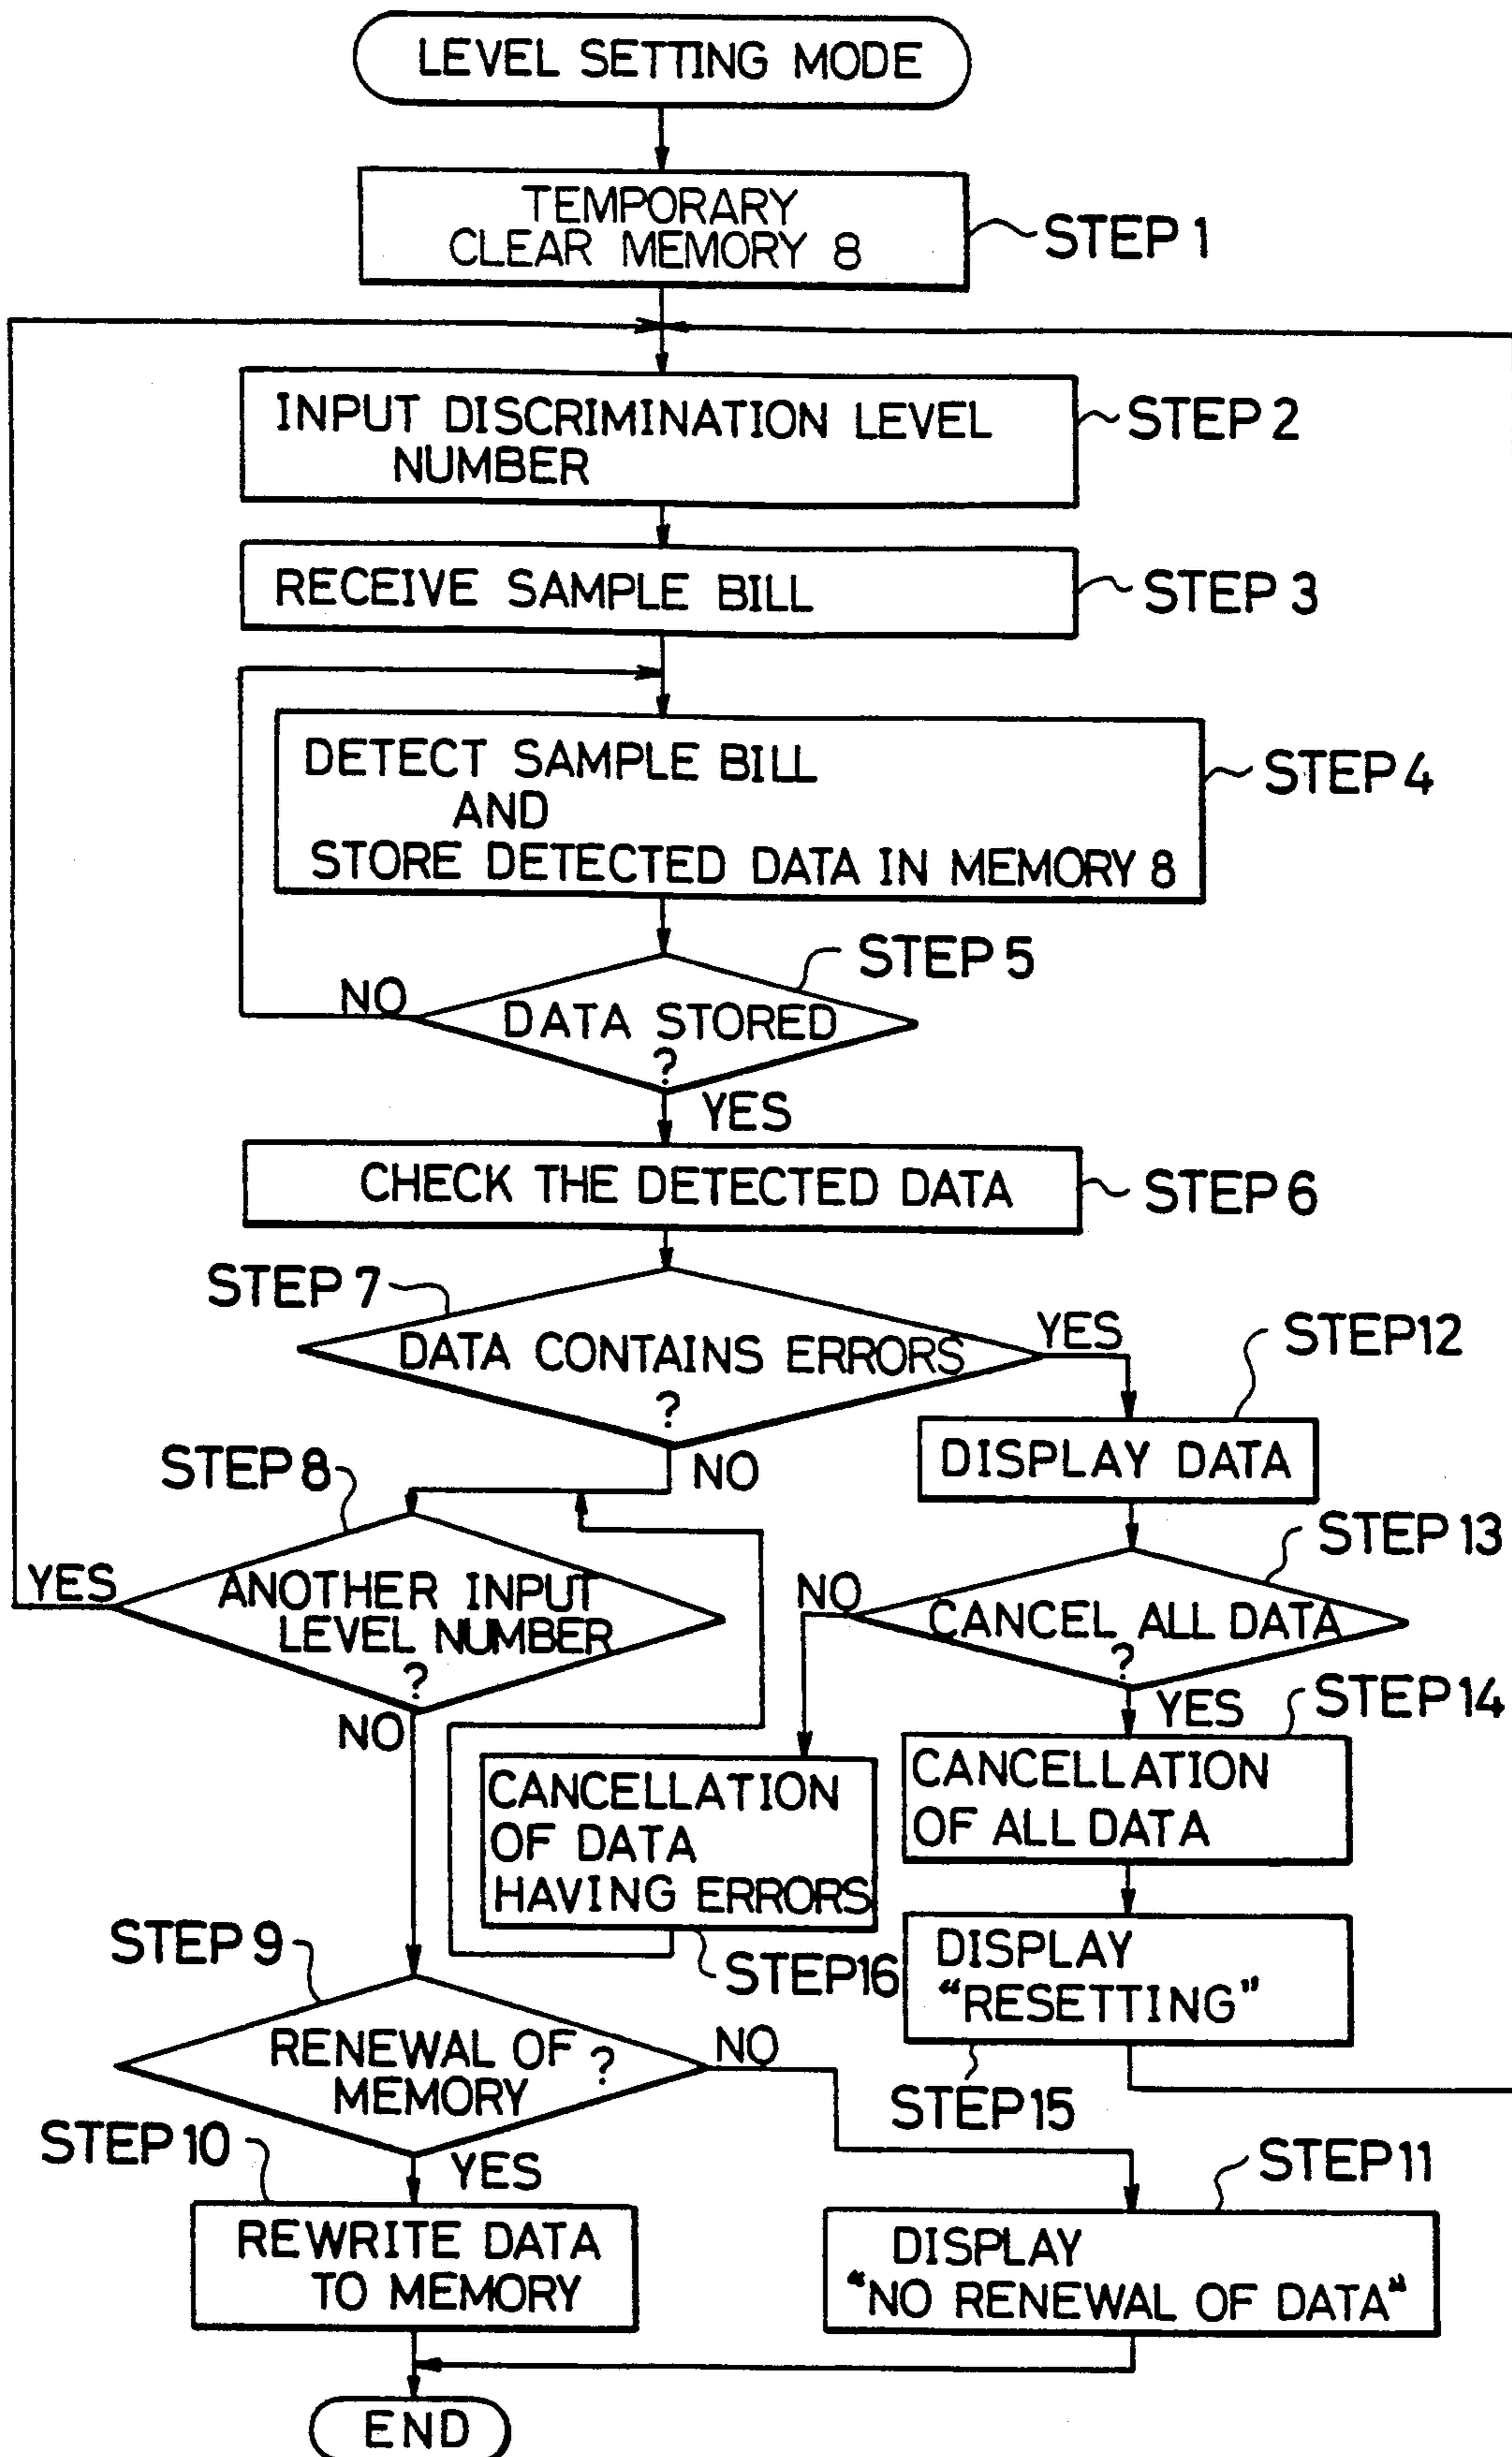 LEVEL SETTING MODE
TEMPORARY
CLEAR MEMORY 8
STEP 1
INPUT DISCRIMINATION LEVEL
NUMBER
STEP 2
RECEIVE SAMPLE BILL
STEP 3
DETECT SAMPLE BILL
AND
STORE DETECTED DATA IN MEMORY 8
STEP 4
STEP 5
NO
DATA STORED
?
YES
CHECK THE DETECTED DATA
STEP 6
STEP 7
DATA CONTAINS ERRORS
?
YES
NO
STEP 12
DISPLAY DATA
STEP 8
YES
ANOTHER INPUT
LEVEL NUMBER
?
NO
STEP 13
NO
CANCEL ALL DATA
?
YES
STEP 14
CANCELLATION
OF DATA
HAVING ERRORS
STEP 16
CANCELLATION
OF ALL DATA
DISPLAY
"RESETTING"
STEP 15
STEP 9
RENEWAL OF ?
MEMORY
NO
YES
STEP 10
REWRITE DATA
TO MEMORY
STEP 11
DISPLAY
"NO RENEWAL OF DATA"
END